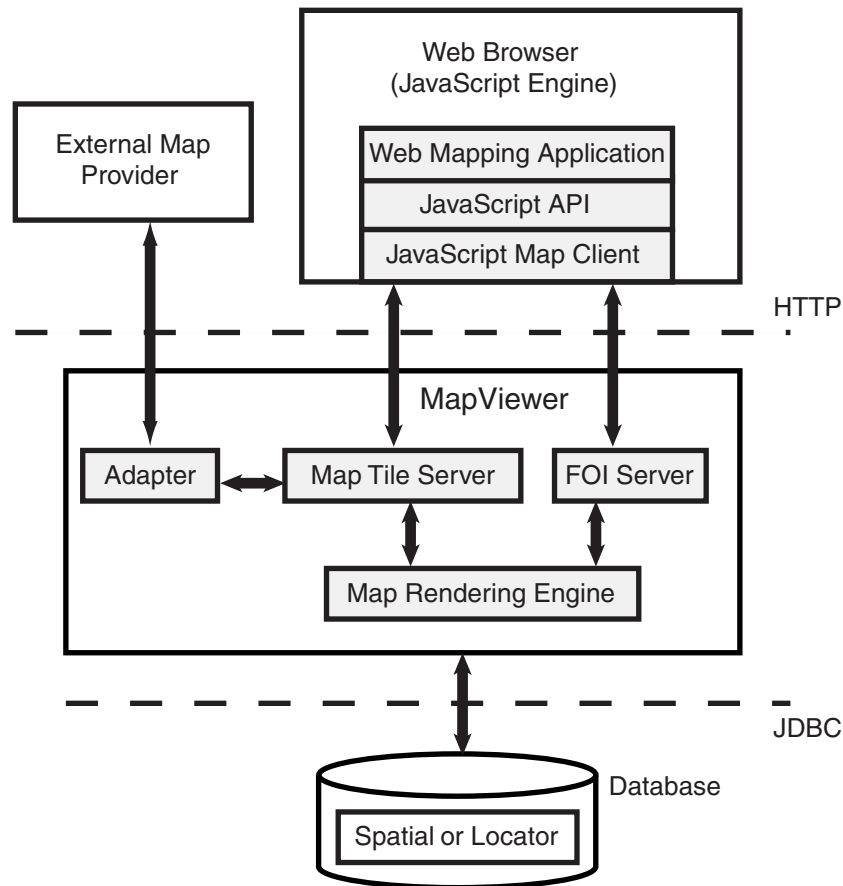 Web Browser
(JavaScript Engine)
External Map
Provider
Web Mapping Application
JavaScript API
JavaScript Map Client
HTTP
MapViewer
Adapter
Map Tile Server
FOI Server
Map Rendering Engine
JDBC
Database
Spatial or Locator